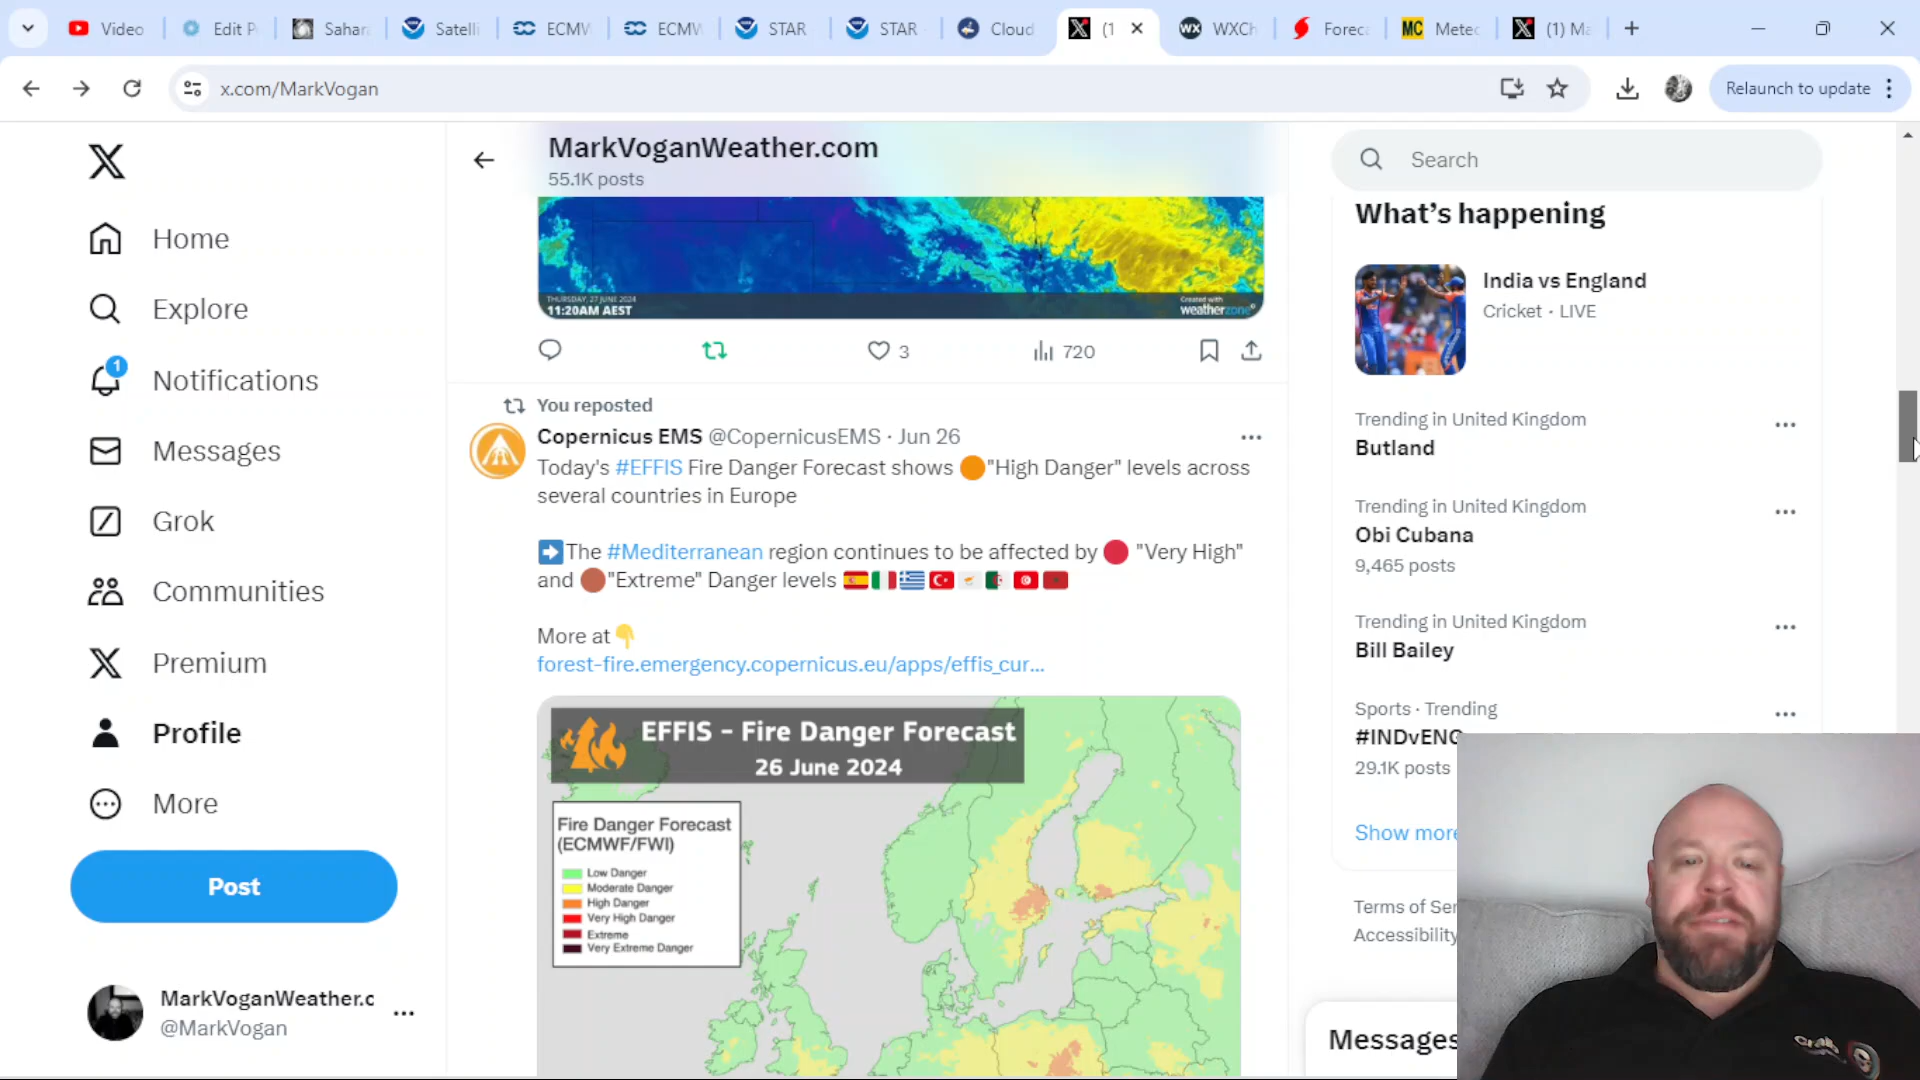 Video
Edit P
Sahar
Satelli
ECMW
ECMW
STAR
STAR
Cloud
(1
WXCh
Foreca
Metec
(1) Ma
x.com/MarkVogan
Relaunch to update
MarkVoganWeather.com
55.1K posts
Search
Home
Explore
1
Notifications
Messages
Grok
Communities
Premium
Profile
More
Post
MarkVoganWeather.c
@MarkVogan
THURSDAY, 27 JUNE 2024
11:20AM AEST
Created with
weatherzone
3
720
You reposted
Copernicus EMS @CopernicusEMS · Jun 26
Today's #EFFIS Fire Danger Forecast shows 🟠"High Danger" levels across
several countries in Europe
➡️The #Mediterranean region continues to be affected by 🔴 "Very High"
and 🟤"Extreme" Danger levels 🇪🇸🇮🇹🇬🇷🇹🇷🇨🇾🇩🇿🇹🇳🇲🇦
More at👇
forest-fire.emergency.copernicus.eu/apps/effis_cur...
EFFIS - Fire Danger Forecast
26 June 2024
Fire Danger Forecast
(ECMWF/FWI)
Low Danger
Moderate Danger
High Danger
Very High Danger
Extreme
Very Extreme Danger
What's happening
India vs England
Cricket · LIVE
Trending in United Kingdom
Butland
Trending in United Kingdom
Obi Cubana
9,465 posts
Trending in United Kingdom
Bill Bailey
Sports · Trending
#INDvENG
29.1K posts
Show more
Terms of Ser
Accessibility
Messages